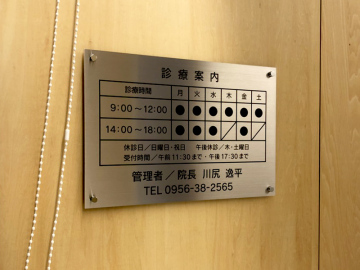 診療案内
診療時間 月 火 水 木 金 土
9:00〜12:00 ● ● ● ● ● ●
14:00〜18:00 ● ● ● ／ ● ／
休診日／日曜日・祝日 午後休診／木・土曜日
受付時間／午前11:30まで・午後17:30まで
管理者／院長 川尻 逸平
TEL 0956-38-2565